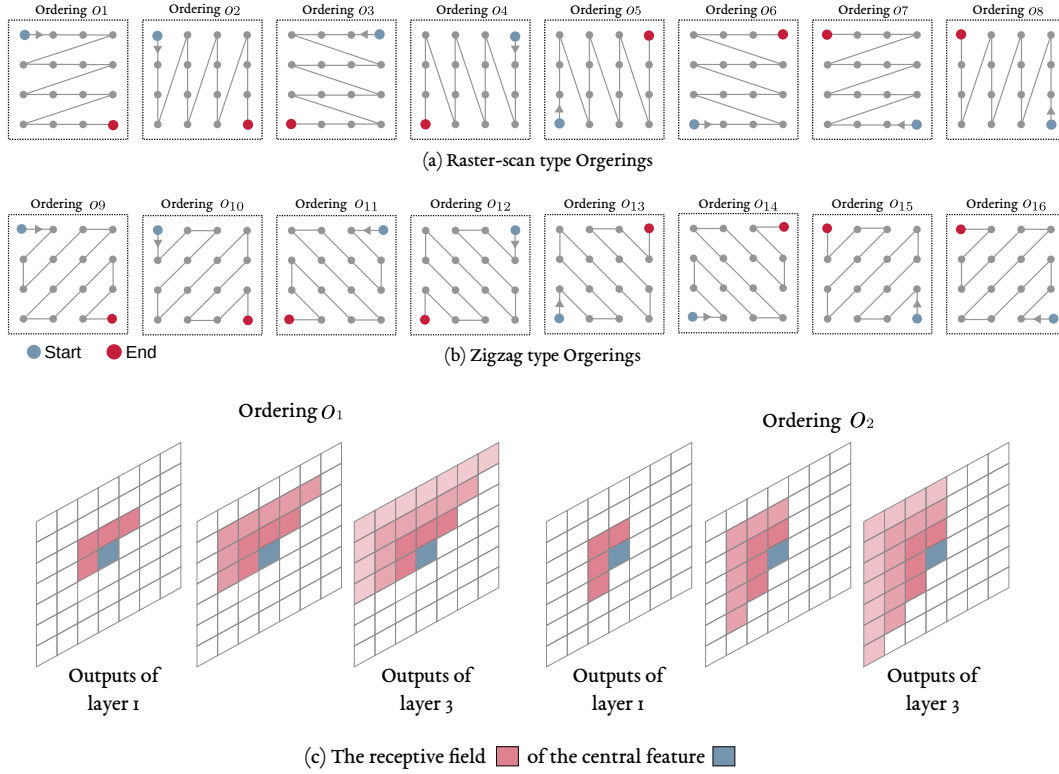 Ordering O1 Ordering O2 Ordering O3 Ordering O4 Ordering O5 Ordering O6 Ordering O7 Ordering O8
(a) Raster-scan type Orgerings
Ordering O9 Ordering O10 Ordering O11 Ordering O12 Ordering O13 Ordering O14 Ordering O15 Ordering O16
Start End
(b) Zigzag type Orgerings
Ordering O1 Ordering O2
Outputs of layer 1
Outputs of layer 3
Outputs of layer 1
Outputs of layer 3
(c) The receptive field of the central feature